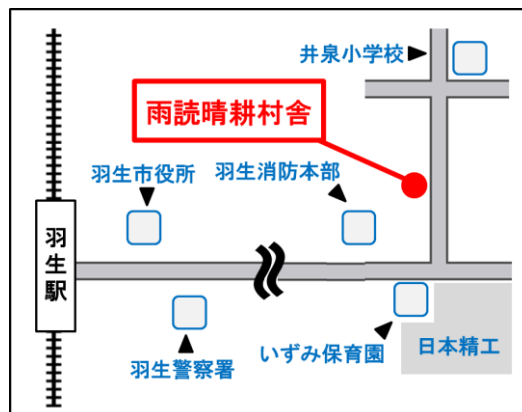 井泉小学校
雨読晴耕村舎
羽生市役所
羽生消防本部
羽生駅
羽生警察署
いずみ保育園
日本精工